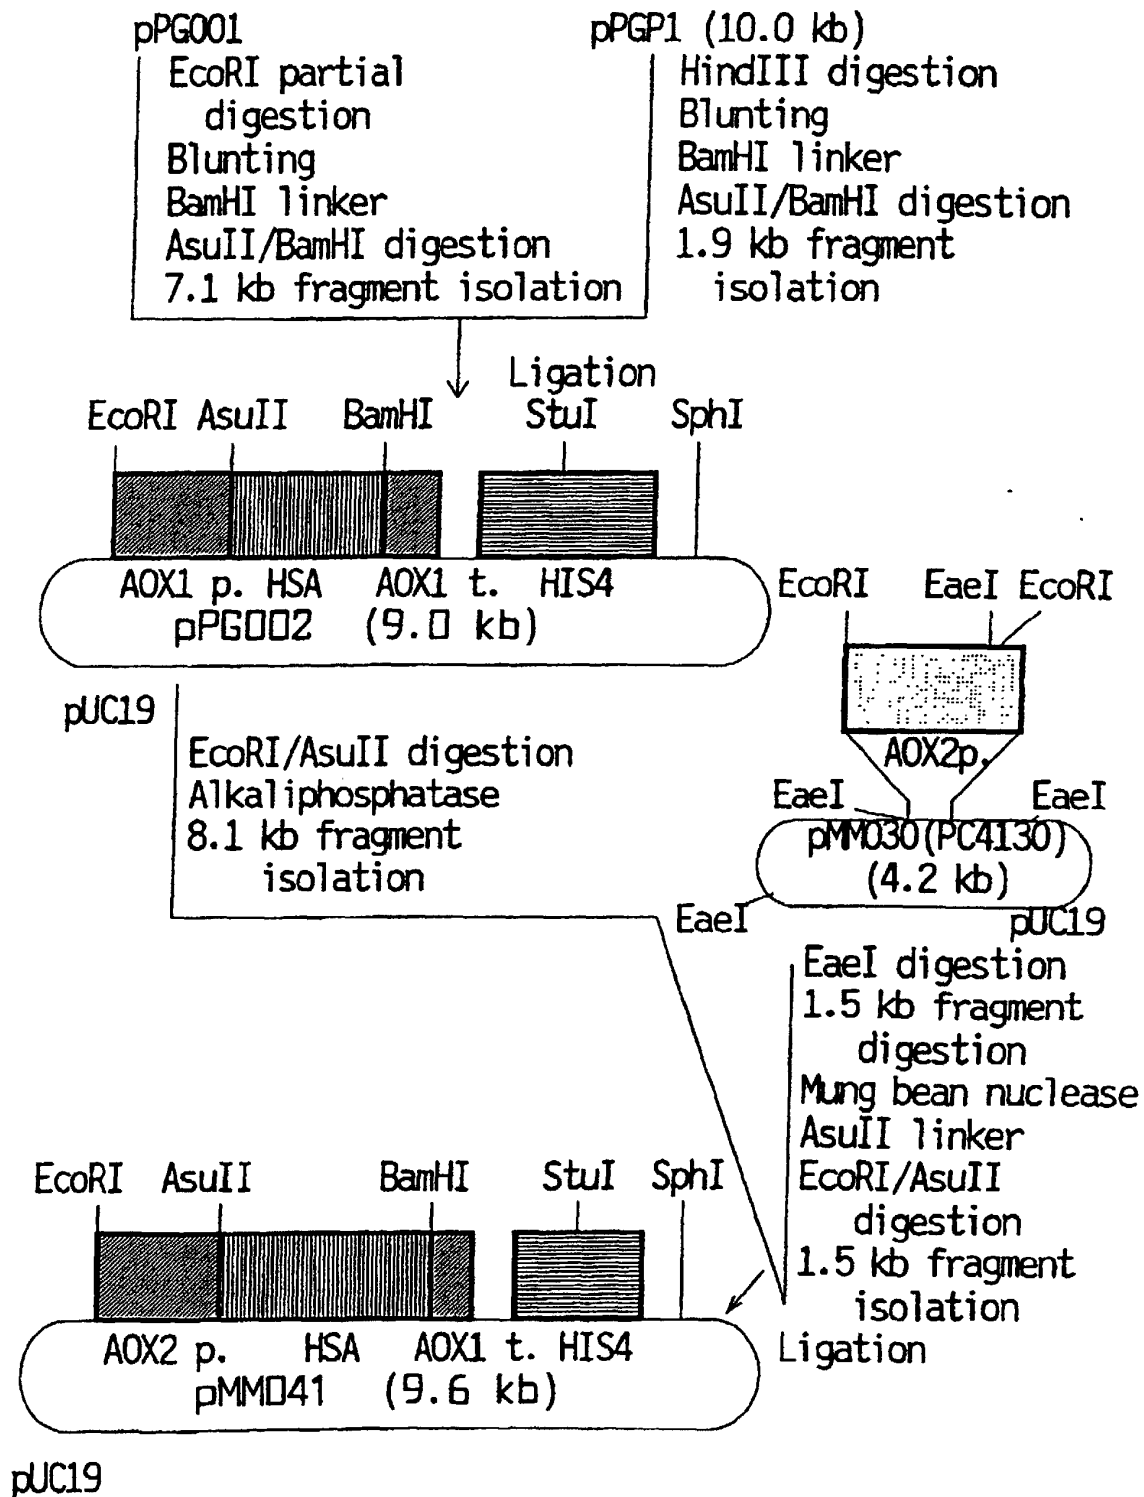 pPG001
EcoRI partial
digestion
Blunting
BamHI linker
AsuII/BamHI digestion
7.1 kb fragment isolation
pPGP1 (10.0 kb)
HindIII digestion
Blunting
BamHI linker
AsuII/BamHI digestion
1.9 kb fragment
isolation
Ligation
EcoRI AsuII BamHI StuI SphI
AOX1 p. HSA AOX1 t. HIS4
pPG002 (9.0 kb)
pUC19
EcoRI/AsuII digestion
Alkaliphosphatase
8.1 kb fragment
isolation
EcoRI EaeI EcoRI
AOX2p.
EaeI EaeI
pMM030(PC4130)
(4.2 kb)
EaeI
pUC19
EaeI digestion
1.5 kb fragment
digestion
Mung bean nuclease
AsuII linker
EcoRI/AsuII
digestion
1.5 kb fragment
isolation
Ligation
EcoRI AsuII BamHI StuI SphI
AOX2 p. HSA AOX1 t. HIS4
pMM041 (9.6 kb)
pUC19